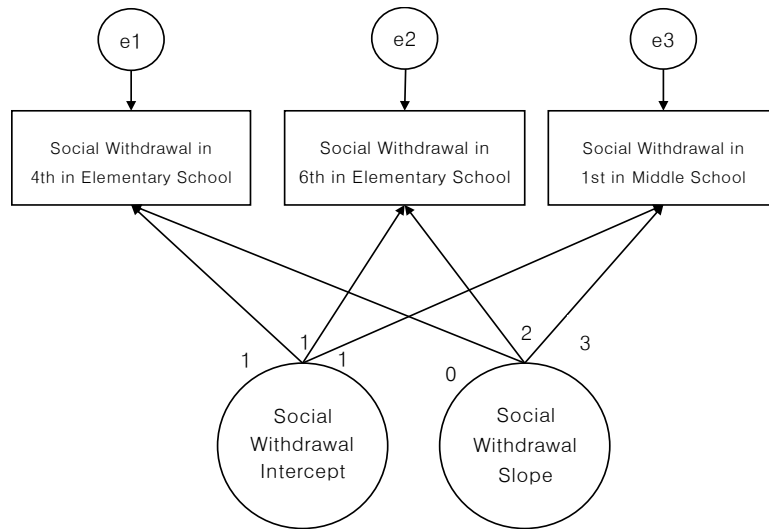 e1
e2
e3
Social Withdrawal in
4th in Elementary School
Social Withdrawal in
6th in Elementary School
Social Withdrawal in
1st in Middle School
1
1
1
0
2
3
Social
Withdrawal
Intercept
Social
Withdrawal
Slope